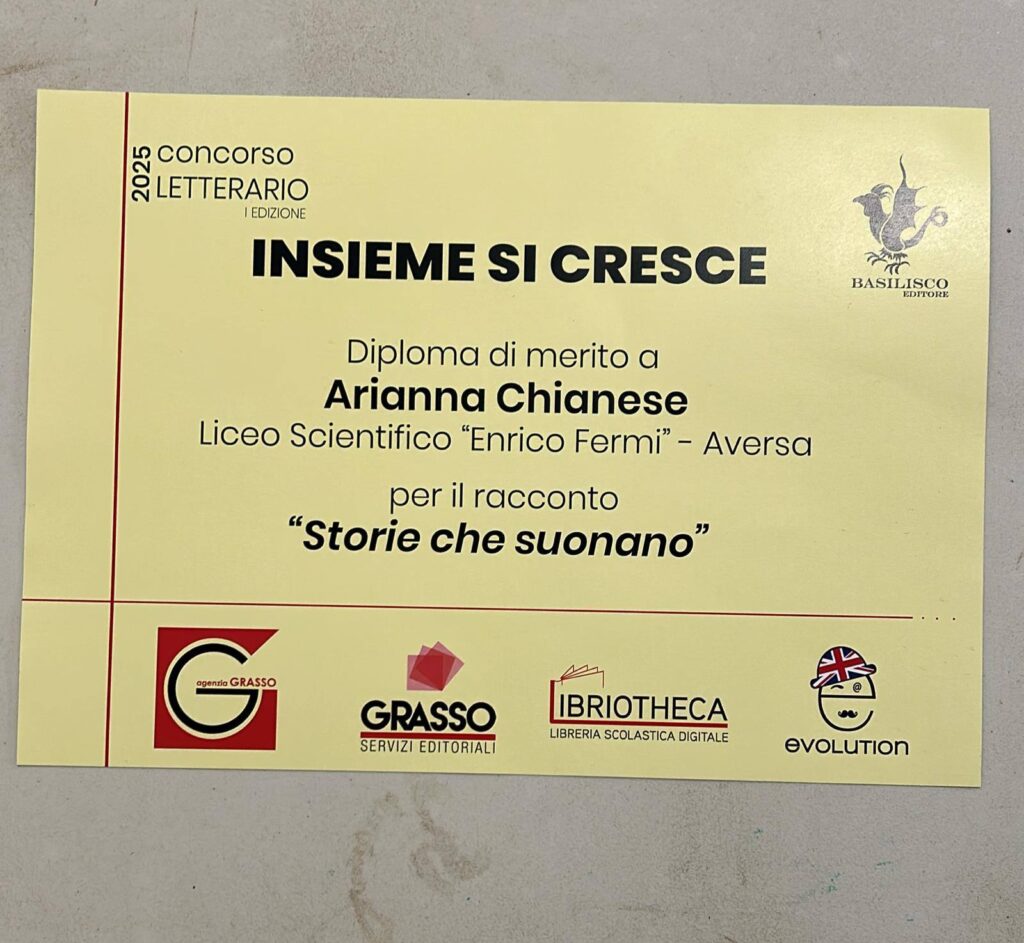 2025
concorso
LETTERARIO
I EDIZIONE
INSIEME SI CRESCE
BASILISCO
EDITORE
Diploma di merito a
Arianna Chianese
Liceo Scientifico “Enrico Fermi” - Aversa
per il racconto
“Storie che suonano”
G
agenzia GRASSO
GRASSO
SERVIZI EDITORIALI
LIBRIOTHECA
LIBRERIA SCOLASTICA DIGITALE
@
evolution